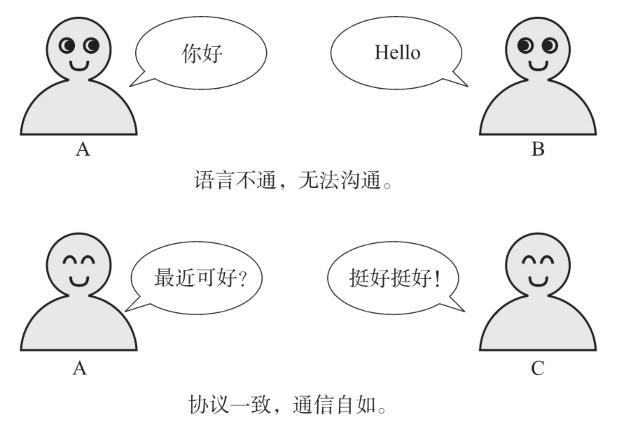 你好
Hello
A
B
语言不通，无法沟通。
最近可好？
挺好挺好！
A
C
协议一致，通信自如。